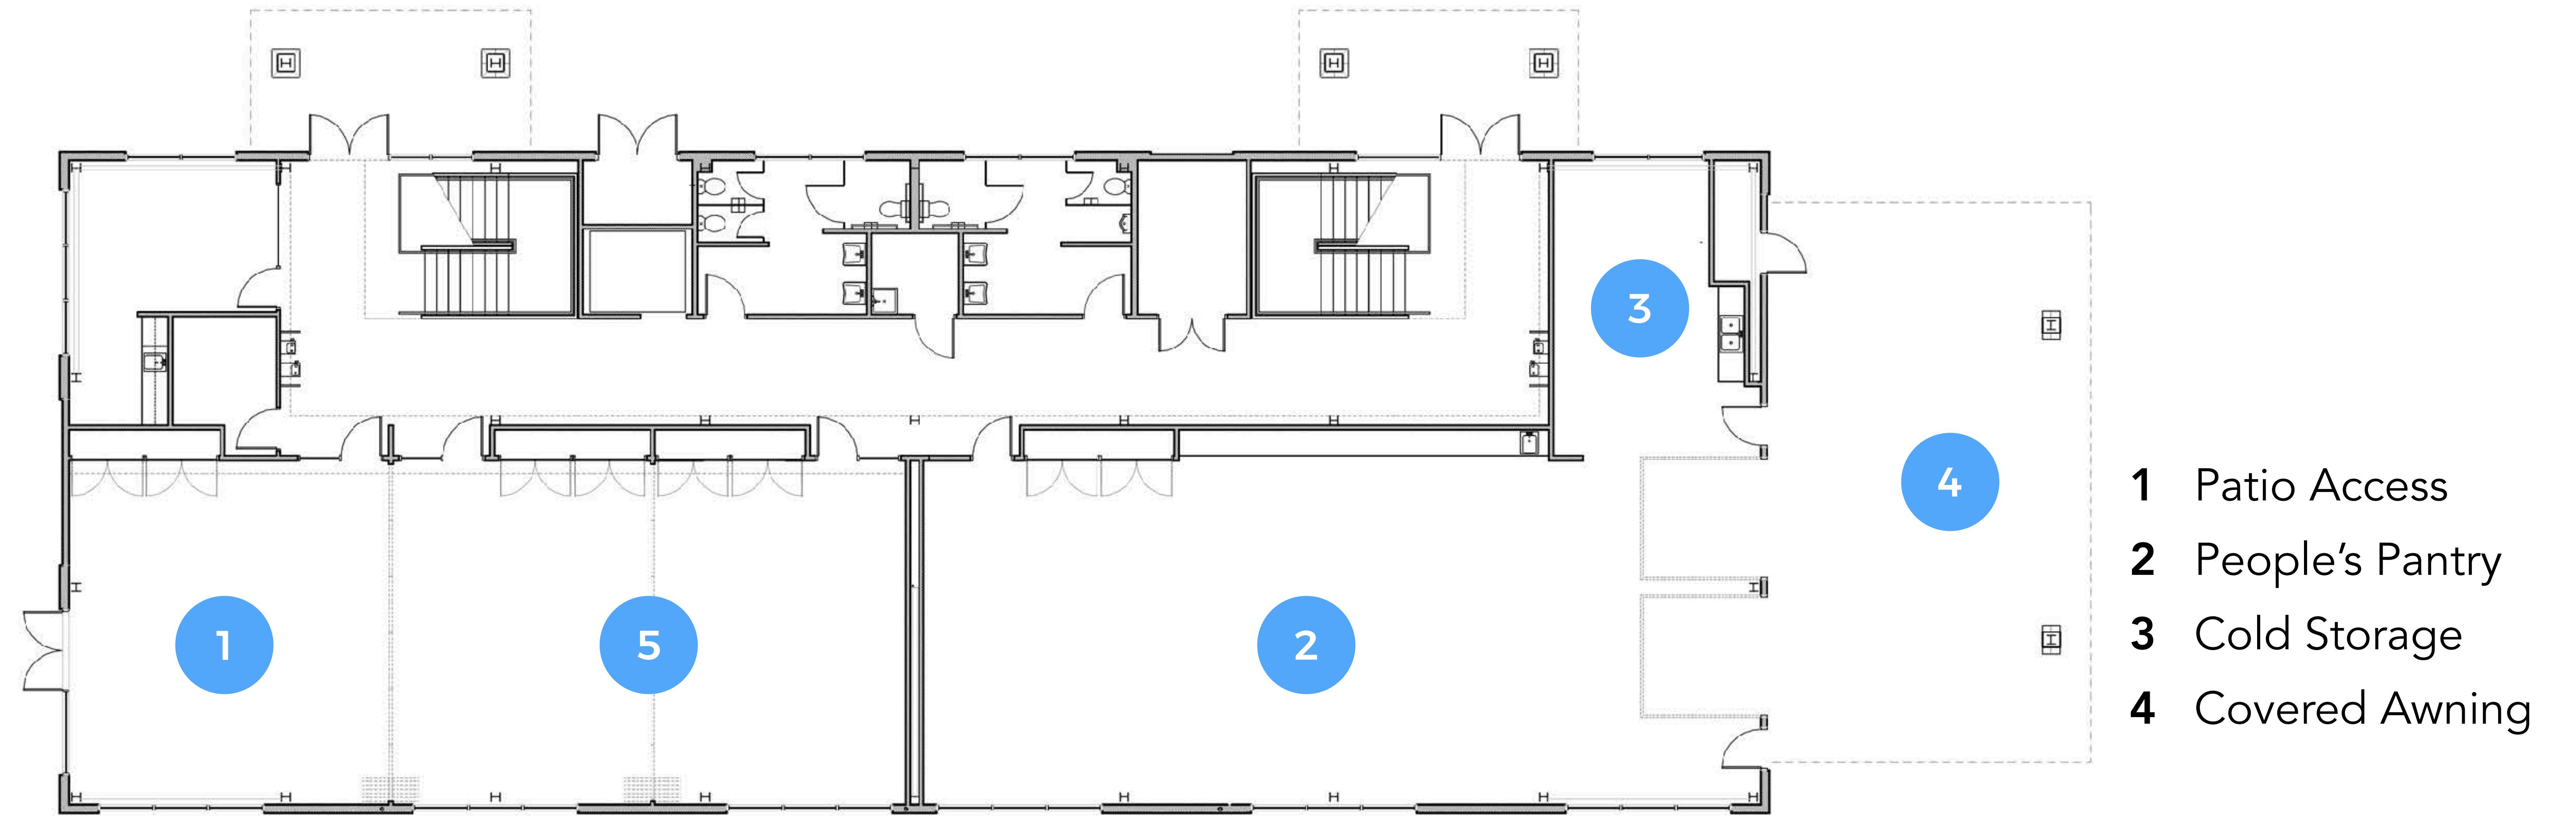 3
4
1
5
2
1 Patio Access
2 People’s Pantry
3 Cold Storage
4 Covered Awning